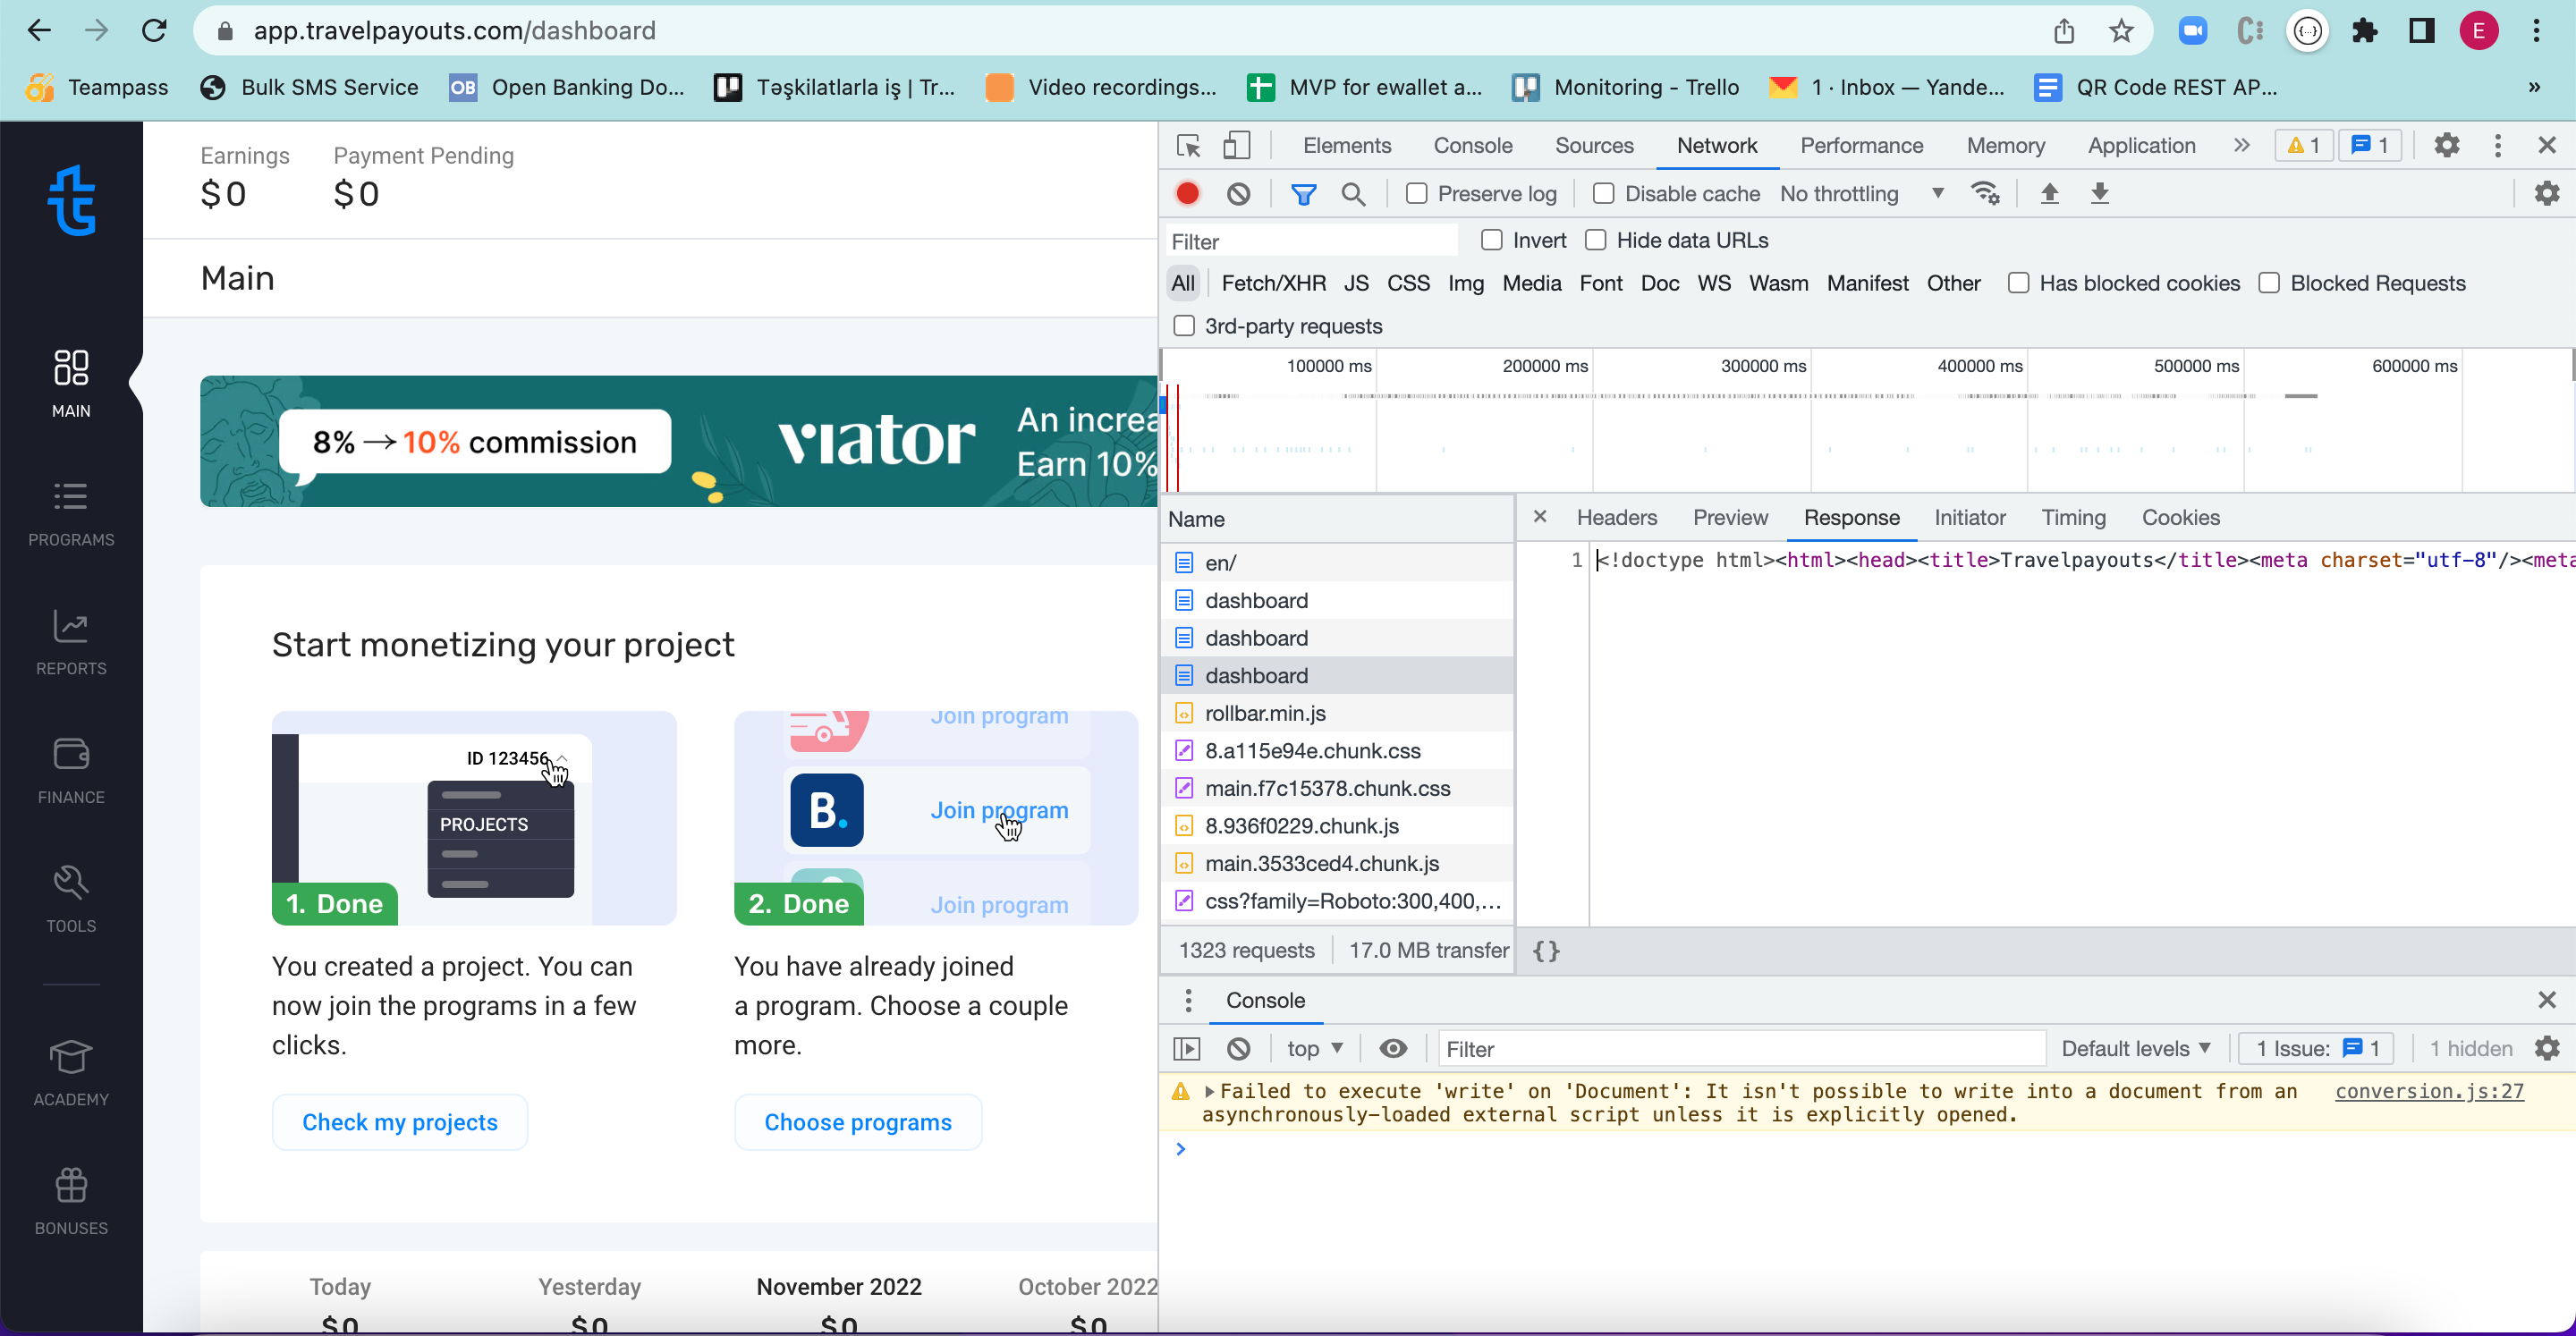 app.travelpayouts.com/dashboard
E
Teampass
Bulk SMS Service
OB
Open Banking Do...
Təşkilatlarla iş | Tr...
Video recordings...
MVP for ewallet a...
Monitoring - Trello
1 · Inbox — Yande...
QR Code REST AP...
»
Earnings
$0
Payment Pending
$0
Main
MAIN
PROGRAMS
REPORTS
FINANCE
TOOLS
ACADEMY
BONUSES
8% → 10% commission
viator
An increa
Earn 10%
Start monetizing your project
ID 123456
PROJECTS
1. Done
Join program
B.
Join program
Join program
2. Done
You created a project. You can
now join the programs in a few
clicks.
You have already joined
a program. Choose a couple
more.
Check my projects
Choose programs
Today
Yesterday
November 2022
October 2022
$0
$0
$0
$0
Elements
Console
Sources
Network
Performance
Memory
Application
»
1
1
Preserve log
Disable cache
No throttling
Filter
Invert
Hide data URLs
All
Fetch/XHR
JS
CSS
Img
Media
Font
Doc
WS
Wasm
Manifest
Other
Has blocked cookies
Blocked Requests
3rd-party requests
100000 ms
200000 ms
300000 ms
400000 ms
500000 ms
600000 ms
Name
en/
dashboard
dashboard
dashboard
rollbar.min.js
8.a115e94e.chunk.css
main.f7c15378.chunk.css
8.936f0229.chunk.js
main.3533ced4.chunk.js
css?family=Roboto:300,400,...
1323 requests
17.0 MB transfer
Headers
Preview
Response
Initiator
Timing
Cookies
1
<!doctype html><html><head><title>Travelpayouts</title><meta charset="utf-8"/><meta
{}
Console
top
Filter
Default levels
1 Issue:
1
1 hidden
Failed to execute 'write' on 'Document': It isn't possible to write into a document from an
conversion.js:27
asynchronously-loaded external script unless it is explicitly opened.